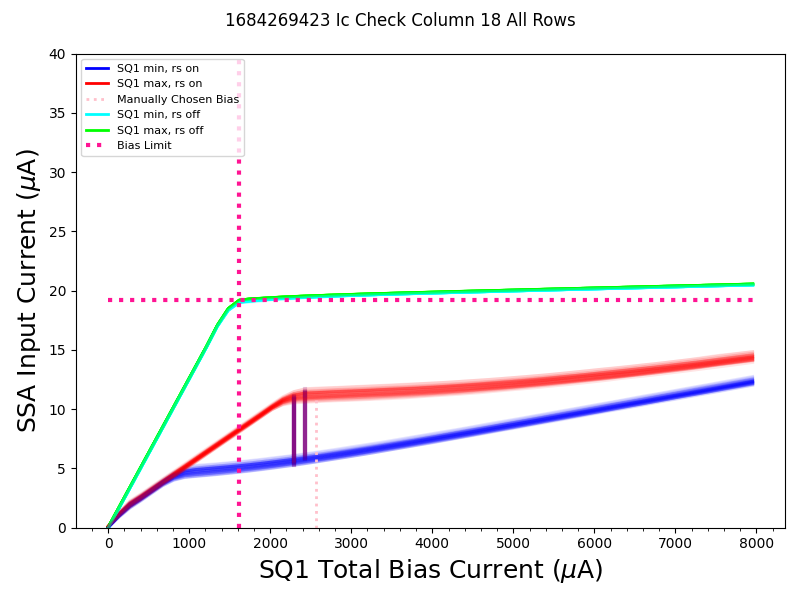 1684269423 Ic Check Column 18 All Rows
SSA Input Current (μA)
40
35
30
25
20
15
10
5
0
SQ1 min, rs on
SQ1 max, rs on
Manually Chosen Bias
SQ1 min, rs off
SQ1 max, rs off
Bias Limit
0 1000 2000 3000 4000 5000 6000 7000 8000
SQ1 Total Bias Current (μA)